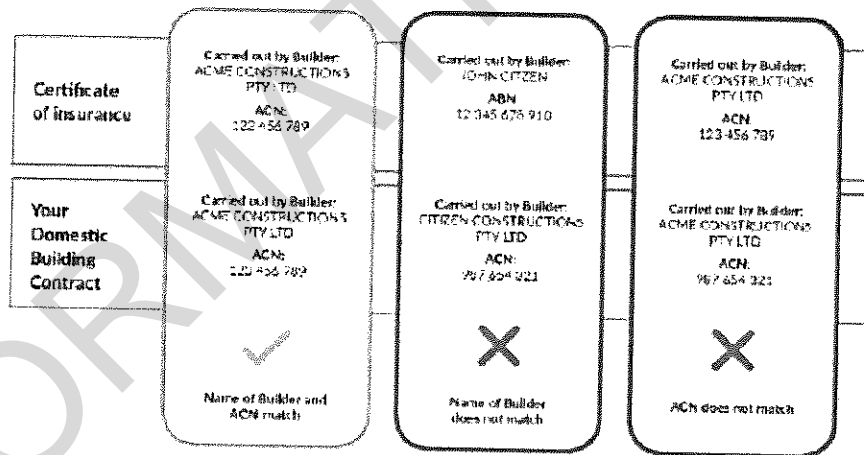 Certificate
of insurance
Your
Domestic
Building
Contract
Carried out by Builder:
ACME CONSTRUCTIONS
PTY LTD
ACN:
123 456 789
Carried out by Builder:
ACME CONSTRUCTIONS
PTY LTD
ACN:
123 456 789
Name of Builder and
ACN match
Carried out by Builder:
JOHN CITIZEN
ABN
12 345 678 910
Carried out by Builder:
CITIZEN CONSTRUCTIONS
PTY LTD
ACN:
987 654 321
Name of Builder
does not match
Carried out by Builder:
ACME CONSTRUCTIONS
PTY LTD
ACN:
123 456 789
Carried out by Builder:
ACME CONSTRUCTIONS
PTY LTD
ACN:
987 654 321
ACN does not match